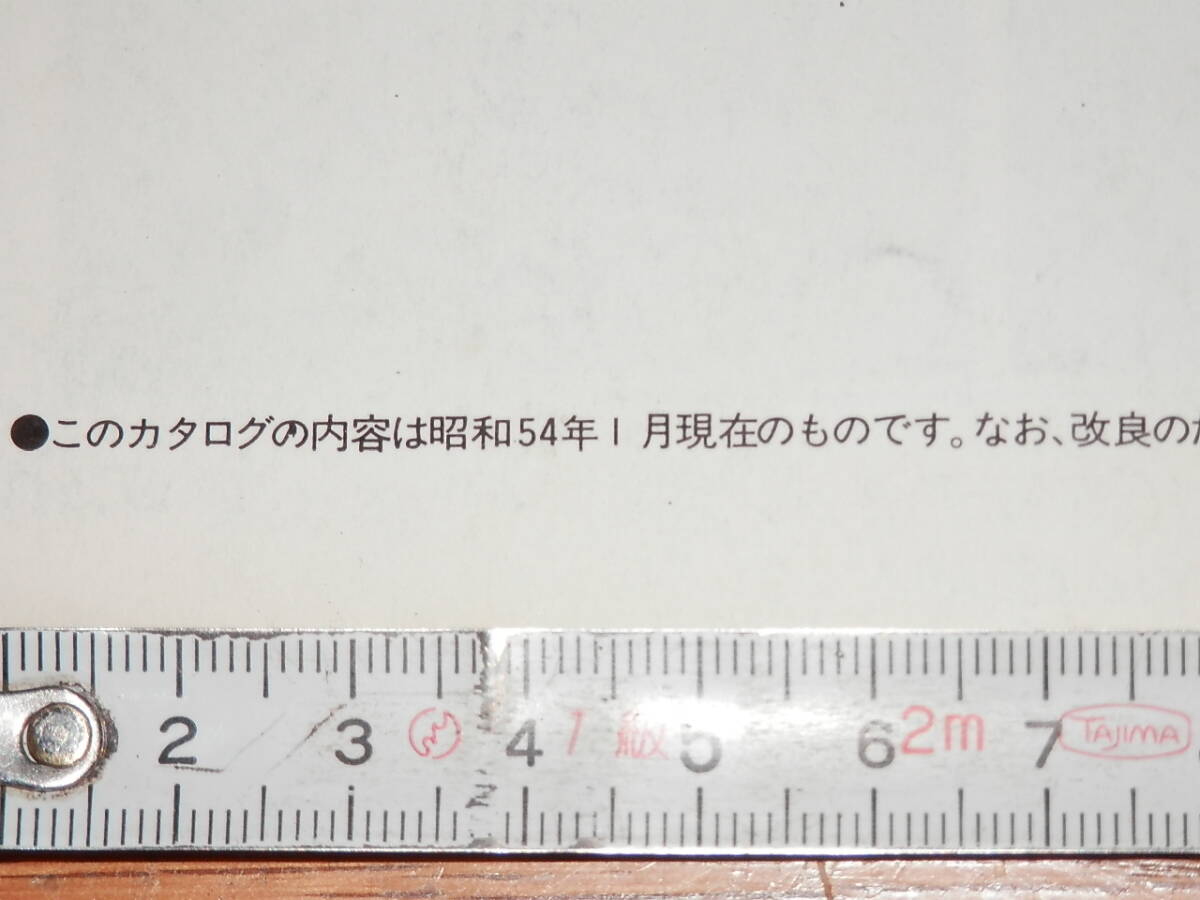 ●このカタログの内容は昭和54年1月現在のものです。なお、改良の
2 3 4 1級 5 6 2m 7 TAJIMA